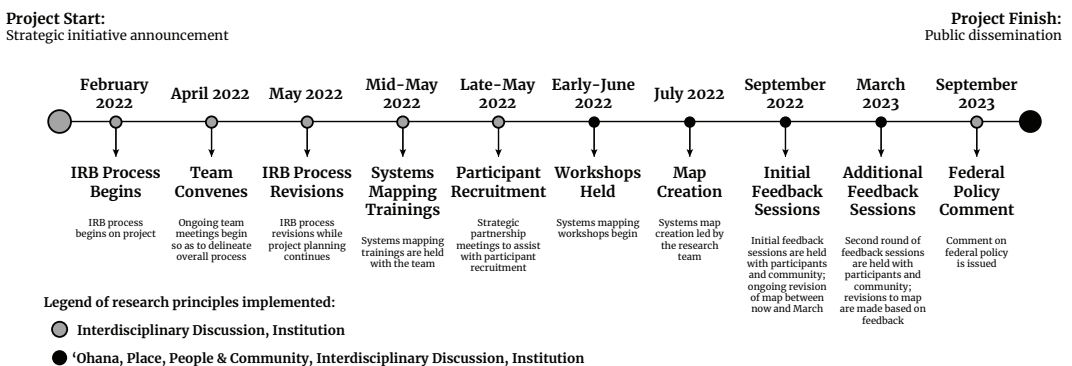 Project Start:
Strategic initiative announcement
Project Finish:
Public dissemination
February
2022
April 2022
May 2022
Mid-May
2022
Late-May
2022
Early-June
2022
July 2022
September
2022
March
2023
September
2023
IRB Process
Begins
IRB process
begins on project
Team
Convenes
Ongoing team
meetings begin
so as to delineate
overall process
IRB Process
Revisions
IRB process
revisions while
project planning
continues
Systems
Mapping
Trainings
Systems mapping
trainings are held
with the team
Participant
Recruitment
Strategic
partnership
meetings to assist
with participant
recruitment
Workshops
Held
Systems mapping
workshops begin
Map
Creation
Systems map
creation led by
the research
team
Initial
Feedback
Sessions
Initial feedback
sessions are held
with participants
and community;
ongoing revision
of map between
now and March
Additional
Feedback
Sessions
Second round of
feedback sessions
are held with
participants and
community;
revisions to map
are made based on
feedback
Federal
Policy
Comment
Comment on
federal policy
is issued
Legend of research principles implemented:
Interdisciplinary Discussion, Institution
‘Ohana, Place, People & Community, Interdisciplinary Discussion, Institution